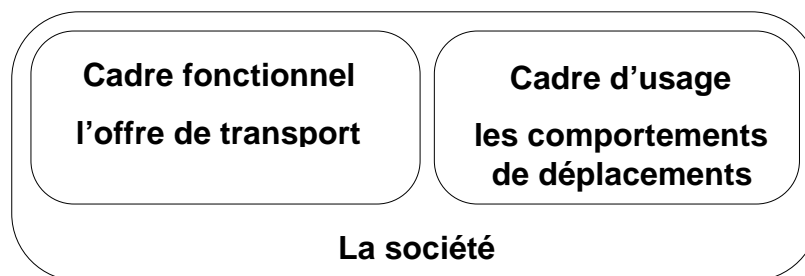 Cadre fonctionnel
l'offre de transport
Cadre d'usage
les comportements
de déplacements
La société